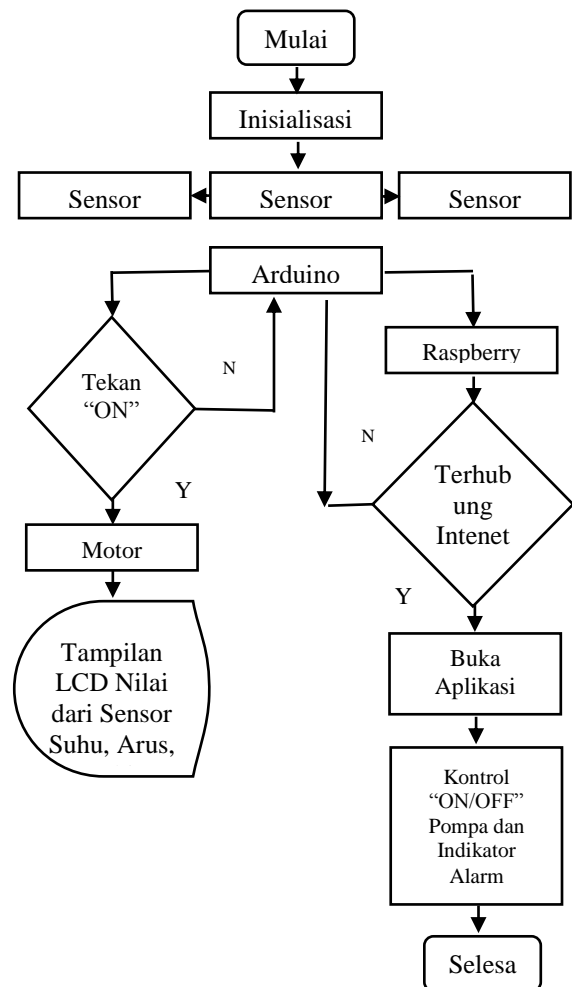 Mulai
Inisialisasi
Sensor
Sensor
Sensor
Arduino
Tekan
“ON”
N
Y
Motor
Tampilan
LCD Nilai
dari Sensor
Suhu, Arus,
Raspberry
N
Terhub
ung
Intenet
Y
Buka
Aplikasi
Kontrol
“ON/OFF”
Pompa dan
Indikator
Alarm
Selesa